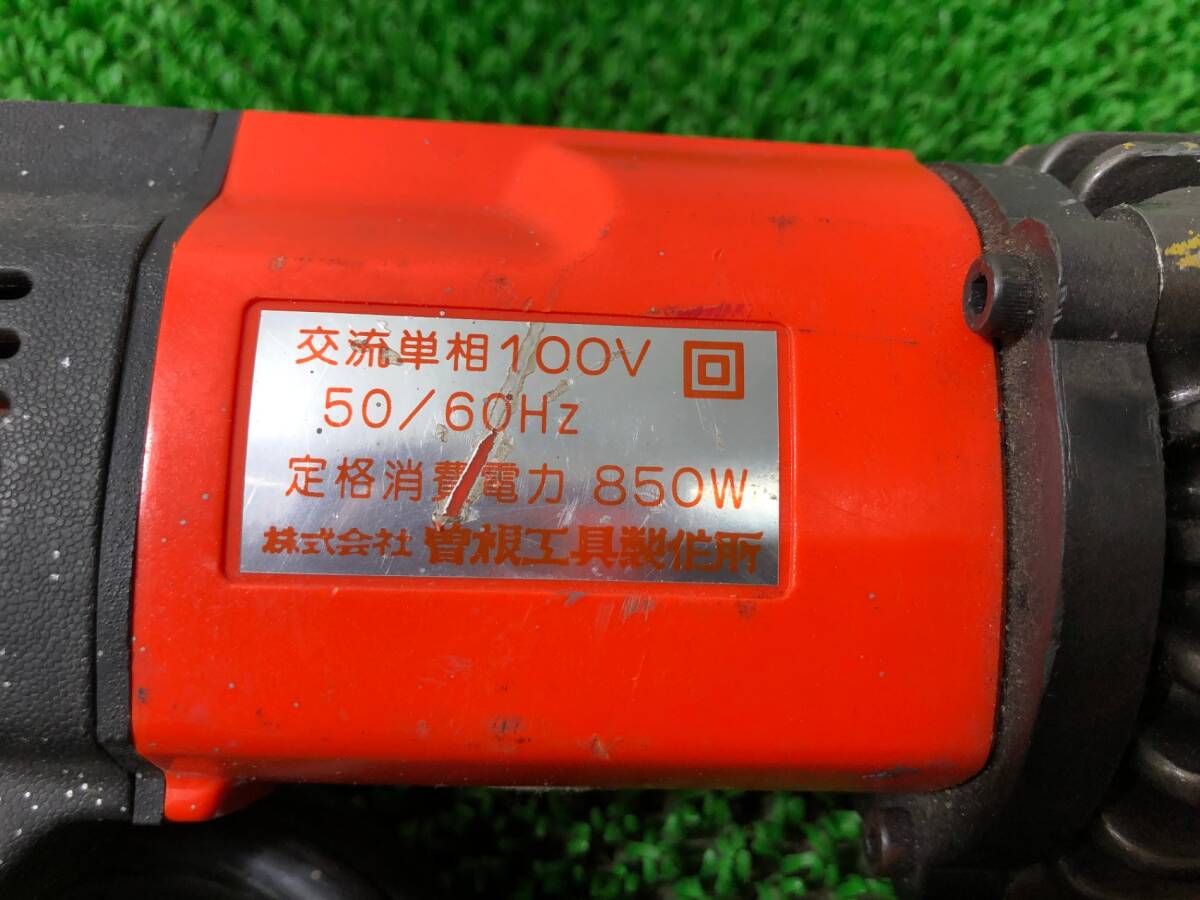 交流単相100V
50/60Hz
定格消費電力 850W
株式会社 曽根工具製作所